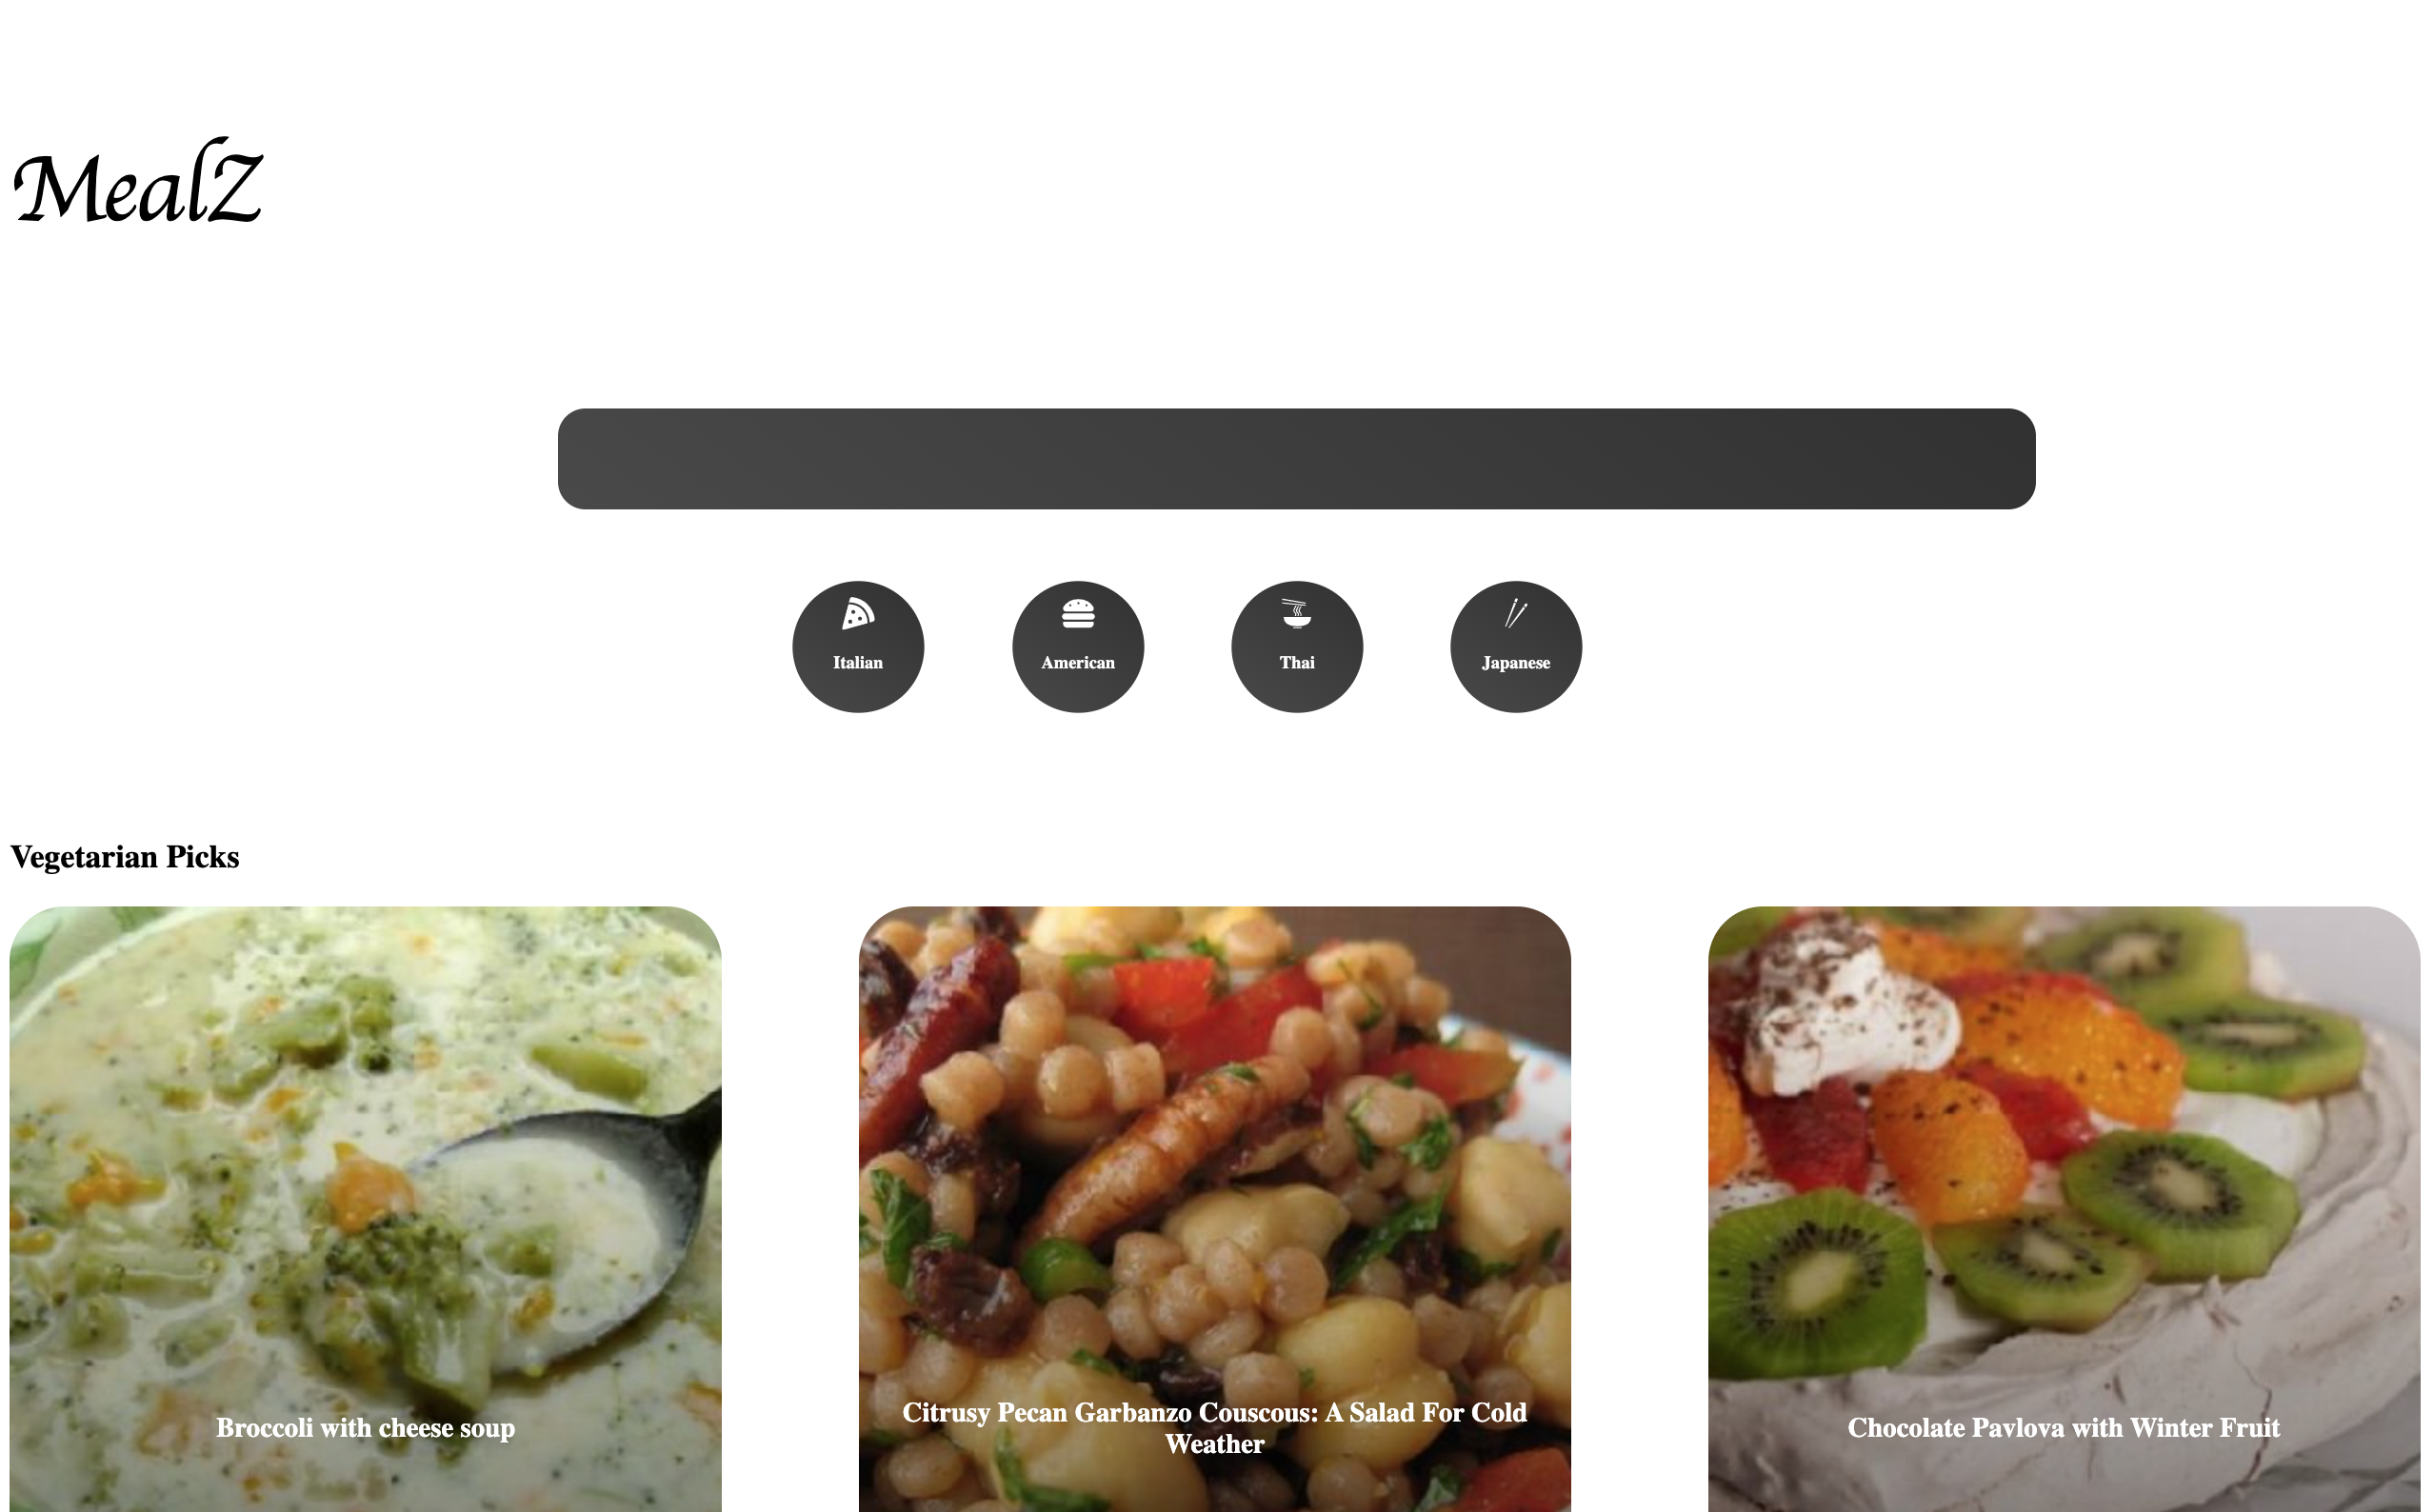 MealZ
Italian
American
Thai
Japanese
Vegetarian Picks
Broccoli with cheese soup
Citrusy Pecan Garbanzo Couscous: A Salad For Cold
Weather
Chocolate Pavlova with Winter Fruit